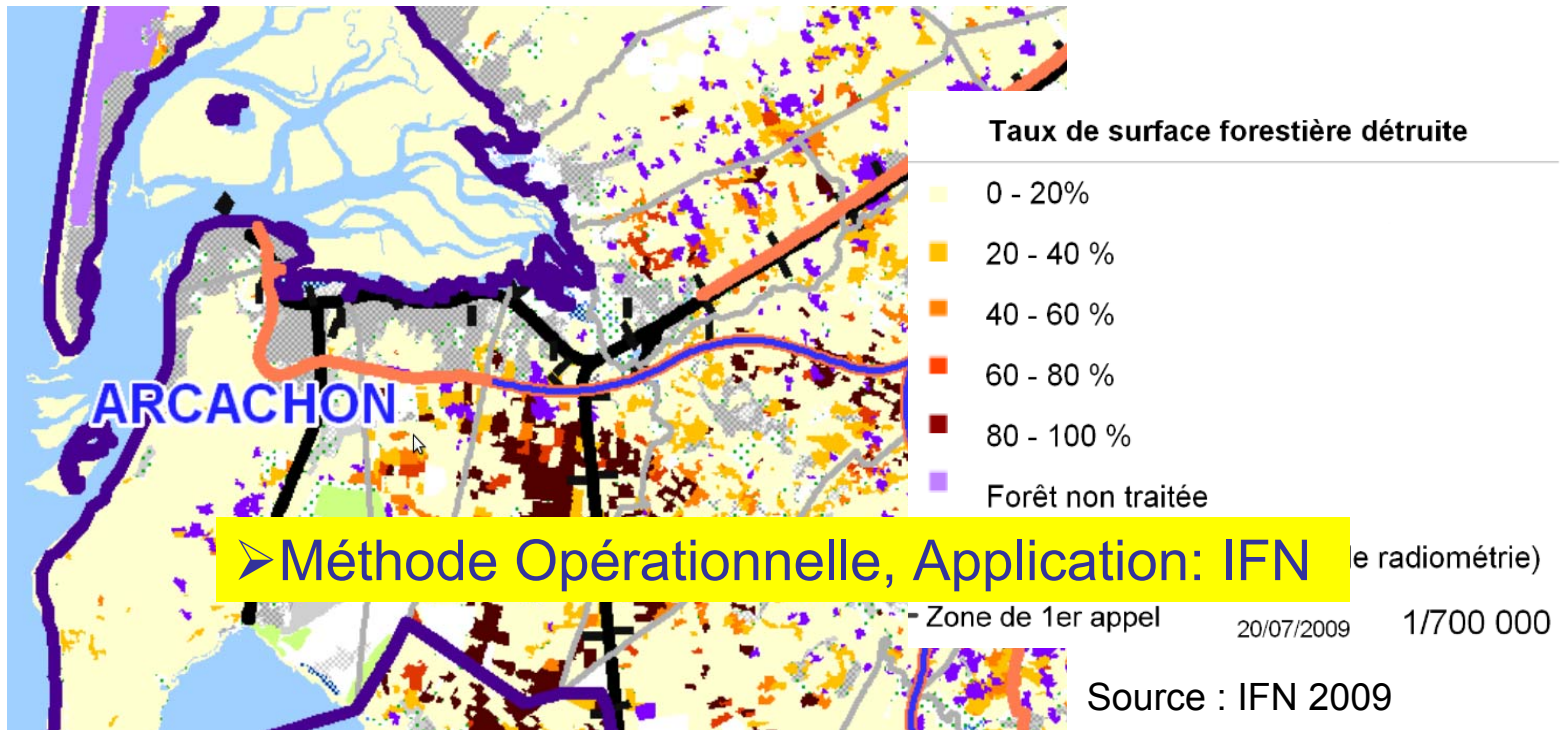 Taux de surface forestière détruite
0 - 20%
20 - 40 %
40 - 60 %
60 - 80 %
80 - 100 %
Forêt non traitée
ARCACHON
➢Méthode Opérationnelle, Application: IFN
radiométrie)
Zone de 1er appel
20/07/2009
1/700 000
Source : IFN 2009